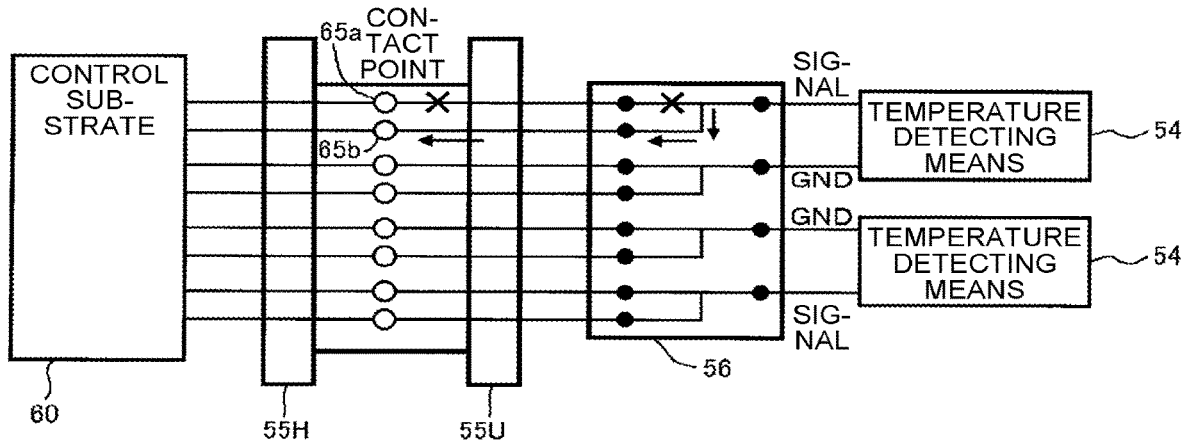 CONTROL
SUB-
STRATE
60
65a
65b
CON-
TACT
POINT
55H
55U
56
SIG-
NAL
GND
GND
SIG-
NAL
TEMPERATURE
DETECTING
MEANS
54
TEMPERATURE
DETECTING
MEANS
54